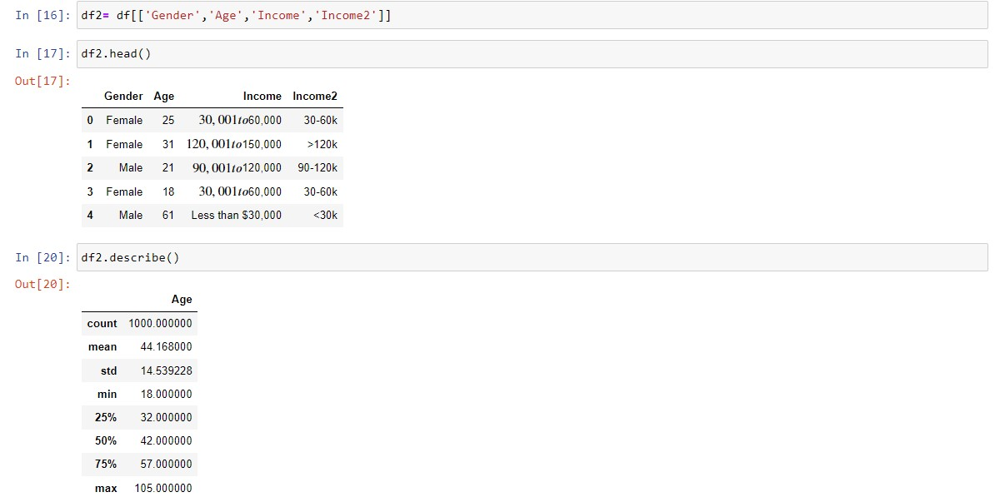 In [16]: df2= df[['Gender','Age','Income','Income2']]
In [17]: df2.head()
Out[17]:
Gender Age Income Income2
0 Female 25 30,001to60,000 30-60k
1 Female 31 120,001to150,000 >120k
2 Male 21 90,001to120,000 90-120k
3 Female 18 30,001to60,000 30-60k
4 Male 61 Less than $30,000 <30k
In [20]: df2.describe()
Out[20]:
Age
count 1000.000000
mean 44.168000
std 14.539228
min 18.000000
25% 32.000000
50% 42.000000
75% 57.000000
max 105.000000